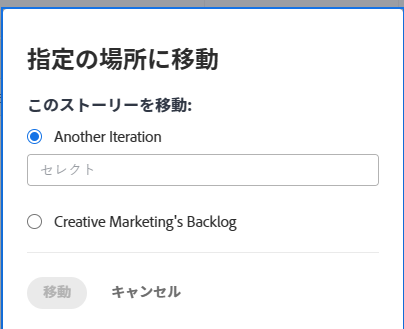 指定の場所に移動
このストーリーを移動:
Another Iteration
セレクト
Creative Marketing's Backlog
移動 キャンセル